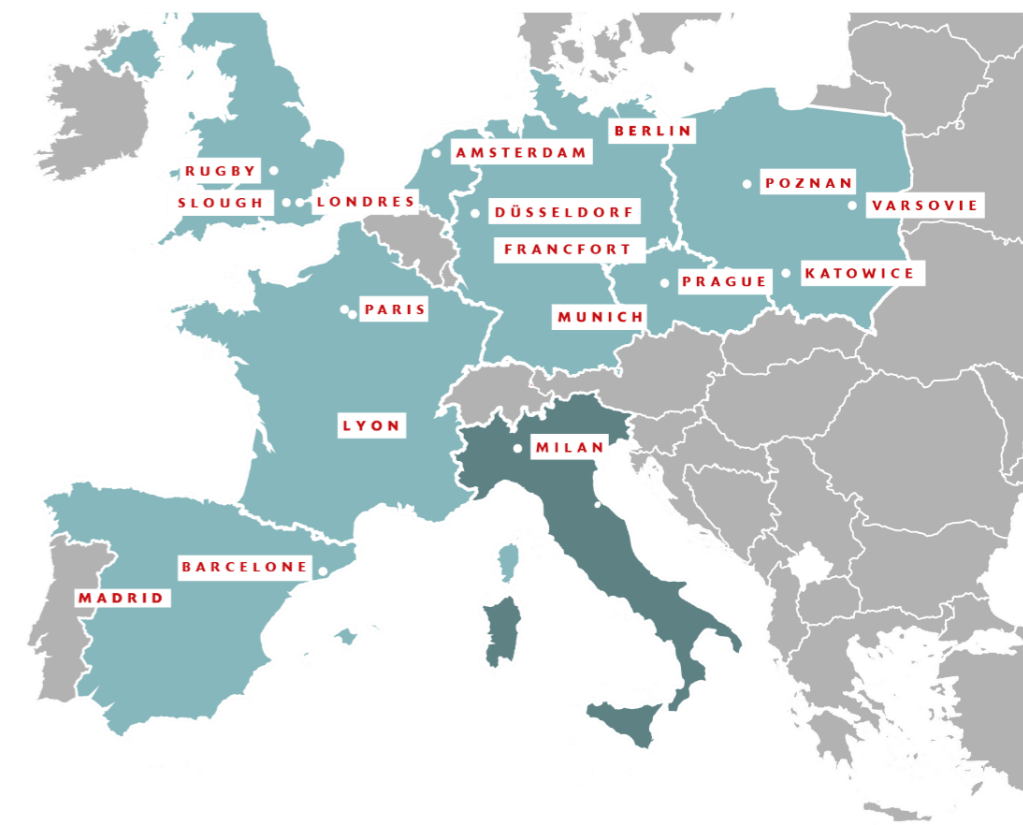 BERLIN
AMSTERDAM
RUGBY
POZNAN
SLOUGH
LONDRES
VARSOVIE
DÜSSELDORF
FRANCFORT
KATOWICE
PRAGUE
PARIS
MUNICH
LYON
MILAN
BARCELONE
MADRID